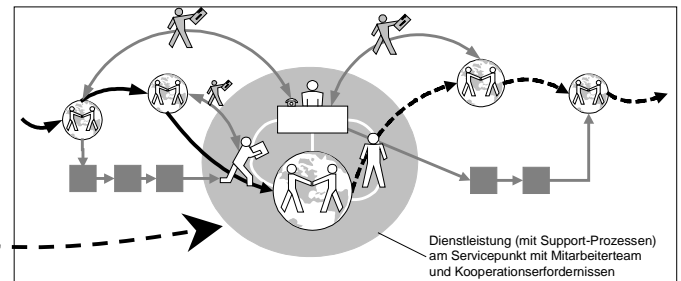 Dienstleistung (mit Support-Prozessen)
am Servicepunkt mit Mitarbeiterteam
und Kooperationserfordernissen